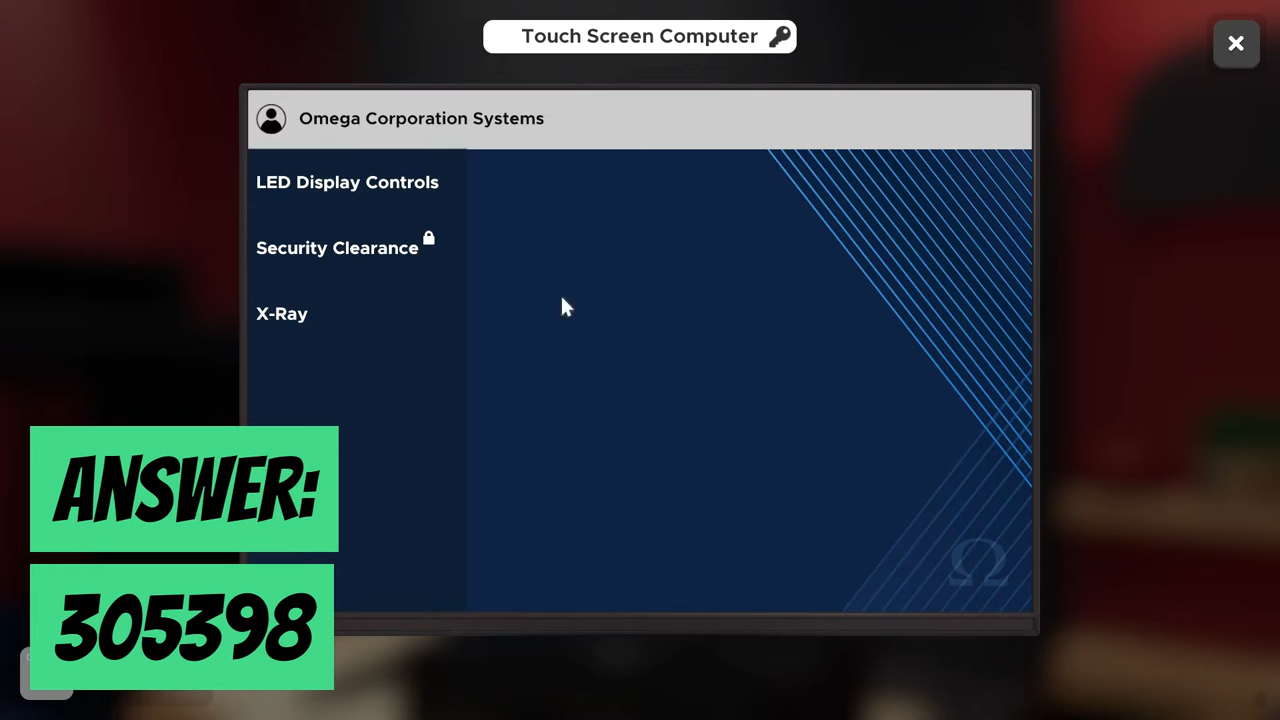 Touch Screen Computer
Omega Corporation Systems
LED Display Controls
Security Clearance
X-Ray
Ω
ANSWER:
305398